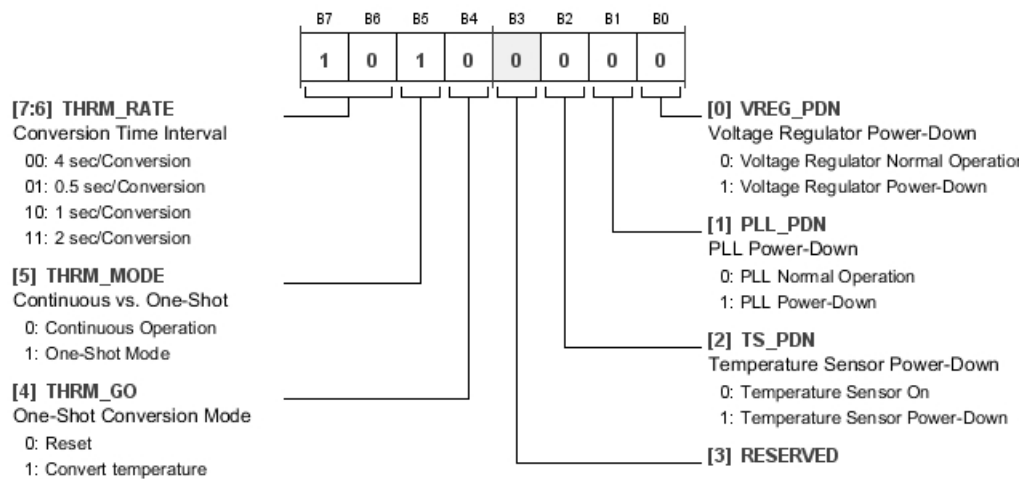 B7 B6 B5 B4 B3 B2 B1 B0
1 0 1 0 0 0 0 0
[7:6] THRM_RATE
Conversion Time Interval
00: 4 sec/Conversion
01: 0.5 sec/Conversion
10: 1 sec/Conversion
11: 2 sec/Conversion
[5] THRM_MODE
Continuous vs. One-Shot
0: Continuous Operation
1: One-Shot Mode
[4] THRM_GO
One-Shot Conversion Mode
0: Reset
1: Convert temperature
[0] VREG_PDN
Voltage Regulator Power-Down
0: Voltage Regulator Normal Operation
1: Voltage Regulator Power-Down
[1] PLL_PDN
PLL Power-Down
0: PLL Normal Operation
1: PLL Power-Down
[2] TS_PDN
Temperature Sensor Power-Down
0: Temperature Sensor On
1: Temperature Sensor Power-Down
[3] RESERVED